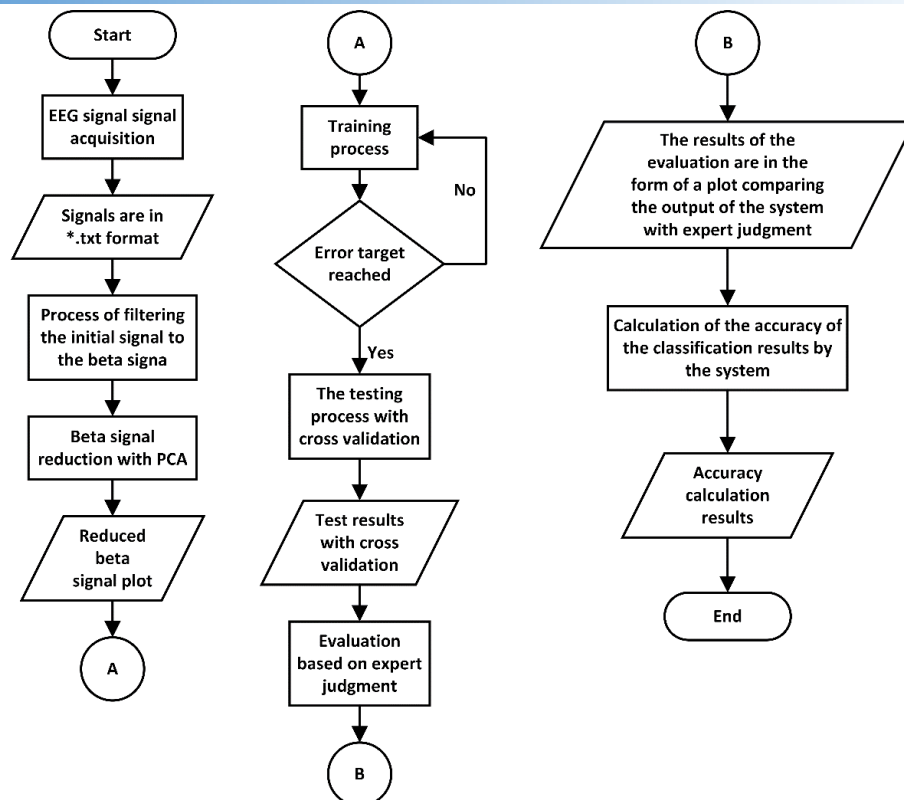 Start
EEG signal signal
acquisition
Signals are in
*.txt format
Process of filtering
the initial signal to
the beta signa
Beta signal
reduction with PCA
Reduced
beta
signal plot
A
A
Training
process
No
Error target
reached
Yes
The testing
process with
cross validation
Test results
with cross
validation
Evaluation
based on expert
judgment
B
B
The results of the
evaluation are in the
form of a plot comparing
the output of the system
with expert judgment
Calculation of the accuracy of
the classification results by
the system
Accuracy
calculation
results
End